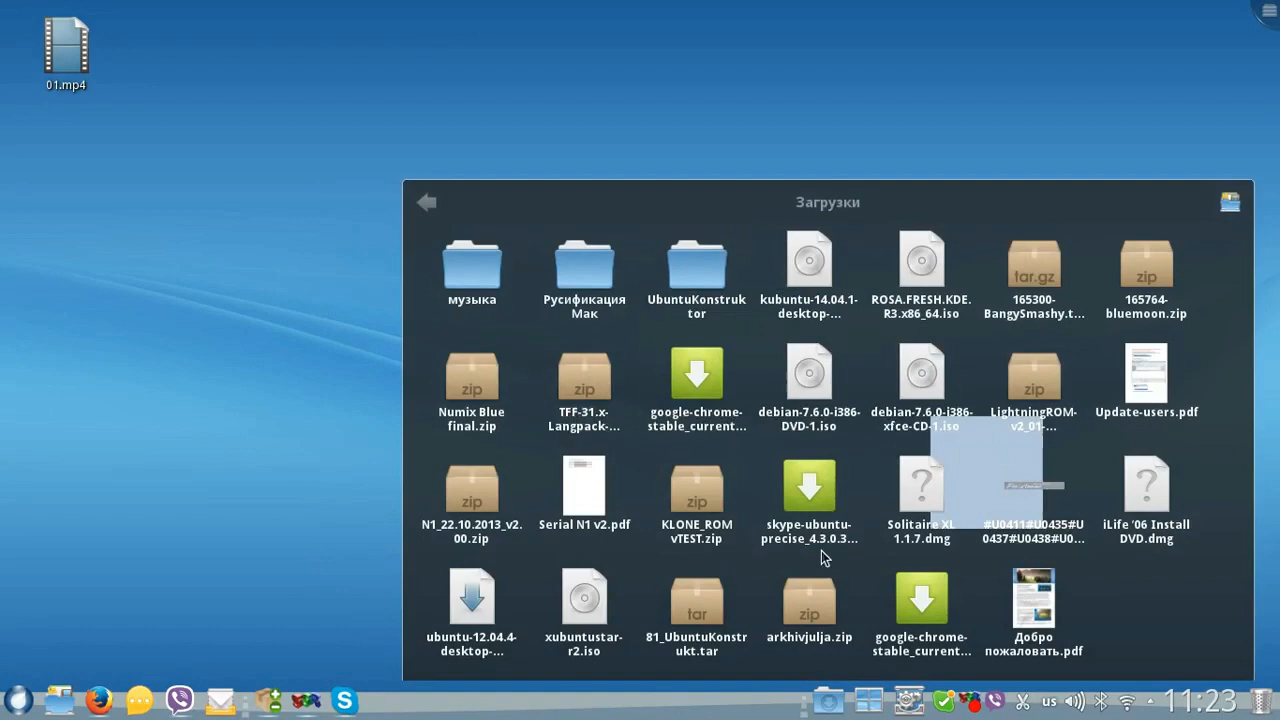 01.mp4
Загрузки
музыка
Русификация
Мак
UbuntuKonstruk
tor
kubuntu-14.04.1-
desktop-...
ROSA.FRESH.KDE.
R3.x86_64.iso
165300-
BangySmashy.t...
165764-
bluemoon.zip
Numix Blue
final.zip
TFF-31.x-
Langpack-...
google-chrome-
stable_current...
debian-7.6.0-i386-
DVD-1.iso
debian-7.6.0-i386-
xfce-CD-1.iso
LightningROM-
v2_01-...
Update-users.pdf
N1_22.10.2013_v2.
00.zip
Serial N1 v2.pdf
KLONE_ROM
vTEST.zip
skype-ubuntu-
precise_4.3.0.3...
Solitaire XL
1.1.7.dmg
#U0411#U0435#U
0437#U0438#U0...
iLife '06 Install
DVD.dmg
ubuntu-12.04.4-
desktop-...
xubuntustar-
r2.iso
81_UbuntuKonstr
ukt.tar
arkhivjulja.zip
google-chrome-
stable_current...
Добро
пожаловать.pdf
tar.gz
zip
zip
zip
zip
zip
zip
tar
zip
us
11:23